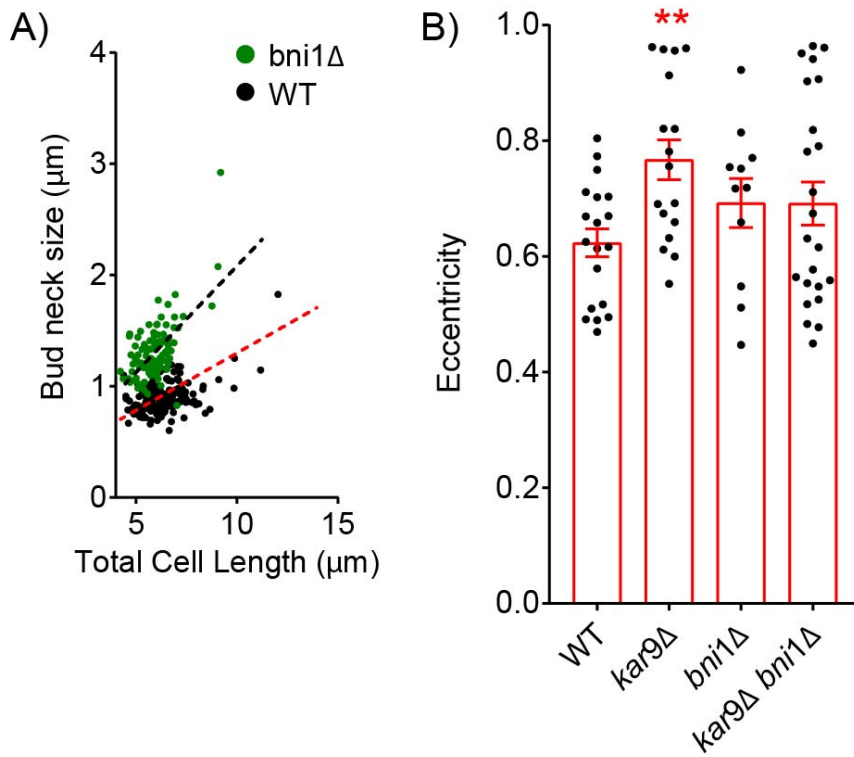 A)
Bud neck size (μm)
4
3
2
1
0
5
10
15
Total Cell Length (μm)
bni1Δ
WT
B)
Eccentricity
1.0
0.8
0.6
0.4
0.2
0.0
**
WT
kar9Δ
bni1Δ
kar9Δ bni1Δ